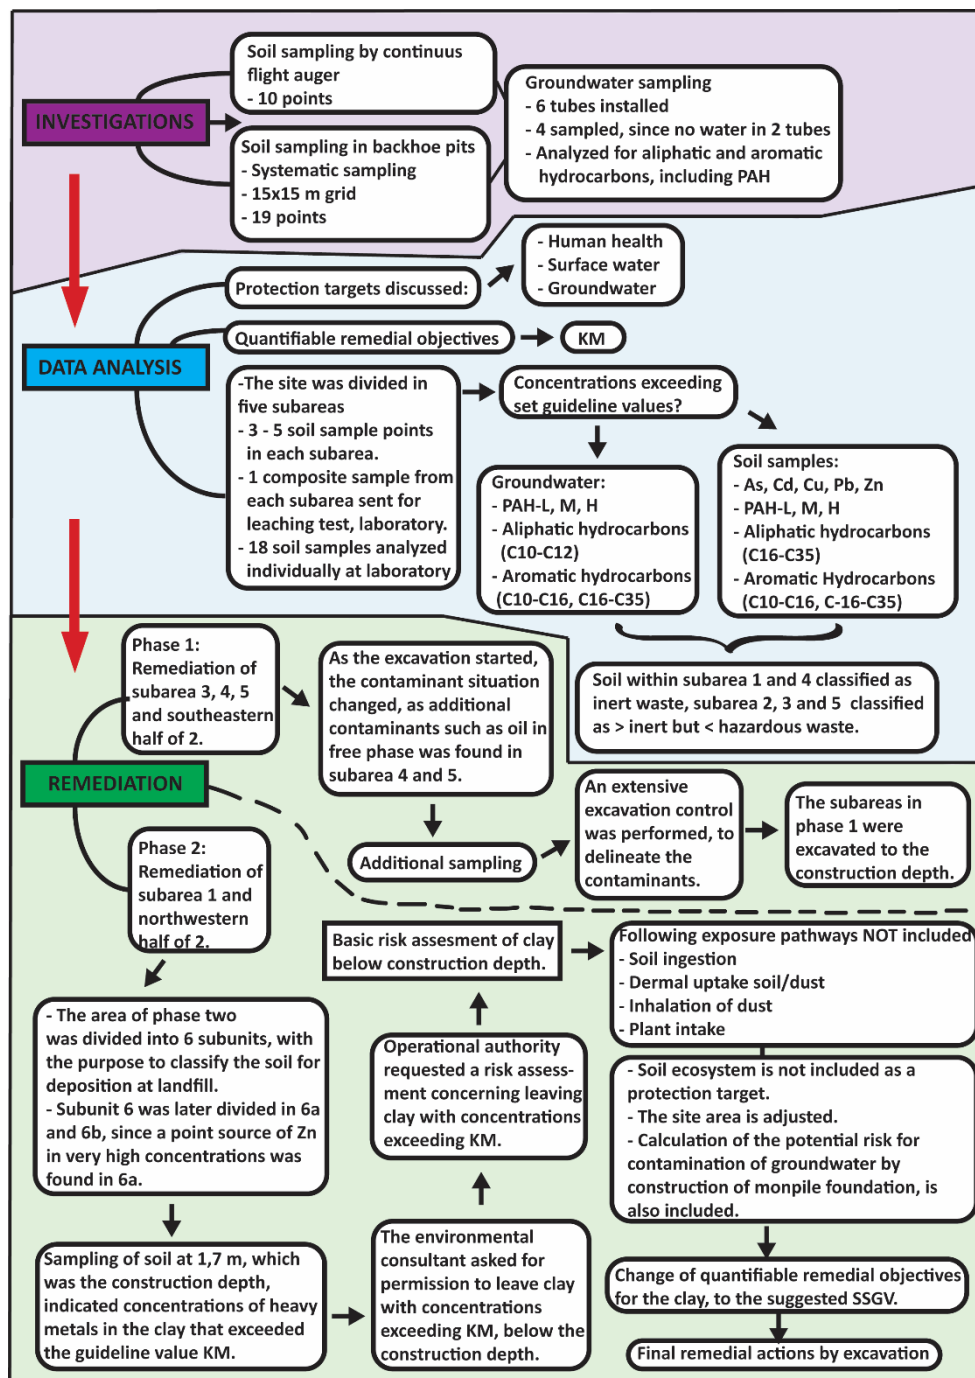 Soil sampling by continuus
flight auger
- 10 points
INVESTIGATIONS
Soil sampling in backhoe pits
- Systematic sampling
- 15x15 m grid
- 19 points
Groundwater sampling
- 6 tubes installed
- 4 sampled, since no water in 2 tubes
- Analyzed for aliphatic and aromatic
hydrocarbons, including PAH
- Human health
- Surface water
- Groundwater
Protection targets discussed:
Quantifiable remedial objectives
KM
DATA ANALYSIS
-The site was divided in
five subareas
- 3 - 5 soil sample points
in each subarea.
- 1 composite sample from
each subarea sent for
leaching test, laboratory.
- 18 soil samples analyzed
individually at laboratory
Concentrations exceeding
set guideline values?
Groundwater:
- PAH-L, M, H
- Aliphatic hydrocarbons
(C10-C12)
- Aromatic hydrocarbons
(C10-C16, C16-C35)
Soil samples:
- As, Cd, Cu, Pb, Zn
- PAH-L, M, H
- Aliphatic hydrocarbons
(C16-C35)
- Aromatic Hydrocarbons
(C10-C16, C-16-C35)
Soil within subarea 1 and 4 classified as
inert waste, subarea 2, 3 and 5 classified
as > inert but < hazardous waste.
Phase 1:
Remediation of
subarea 3, 4, 5
and southeastern
half of 2.
As the excavation started,
the contaminant situation
changed, as additional
contaminants such as oil in
free phase was found in
subarea 4 and 5.
REMEDIATION
Additional sampling
An extensive
excavation control
was performed, to
delineate the
contaminants.
The subareas in
phase 1 were
excavated to the
construction depth.
Phase 2:
Remediation of
subarea 1 and
northwestern
half of 2.
- The area of phase two
was divided into 6 subunits, with
the purpose to classify the soil for
deposition at landfill.
- Subunit 6 was later divided in 6a
and 6b, since a point source of Zn
in very high concentrations was
found in 6a.
Sampling of soil at 1,7 m, which
was the construction depth,
indicated concentrations of heavy
metals in the clay that exceeded
the guideline value KM.
The environmental
consultant asked for
permission to leave clay
with concentrations
exceeding KM, below the
construction depth.
Operational authority
requested a risk assess-
ment concerning leaving
clay with concentrations
exceeding KM.
Basic risk assesment of clay
below construction depth.
Following exposure pathways NOT included
- Soil ingestion
- Dermal uptake soil/dust
- Inhalation of dust
- Plant intake
- Soil ecosystem is not included as a
protection target.
- The site area is adjusted.
- Calculation of the potential risk for
contamination of groundwater by
construction of monpile foundation, is
also included.
Change of quantifiable remedial objectives
for the clay, to the suggested SSGV.
Final remedial actions by excavation